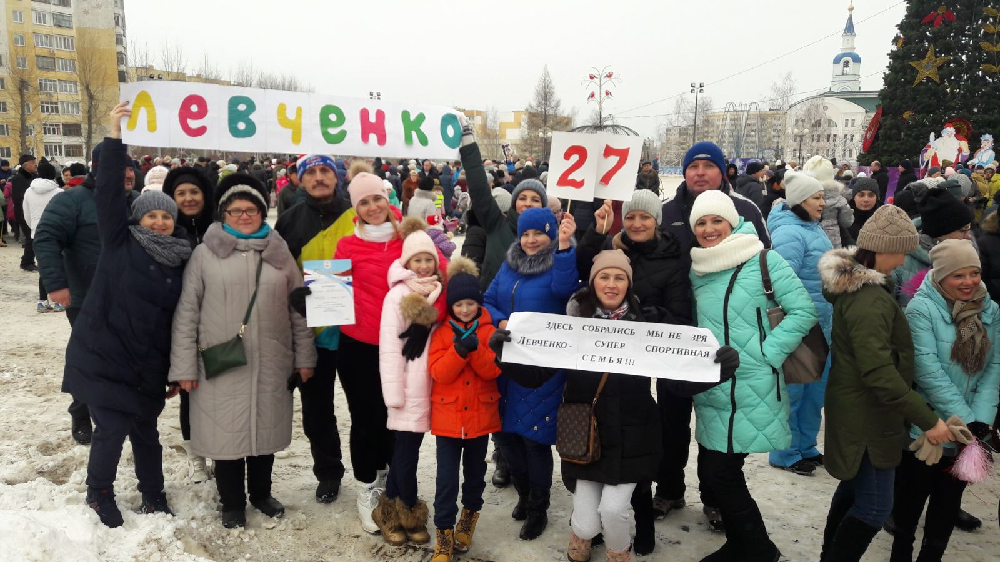 Левченко
27
ЗДЕСЬ СОБРАЛИСЬ МЫ НЕ ЗРЯ
ЛЕВЧЕНКО - СУПЕР СПОРТИВНАЯ
СЕМЬЯ!!!